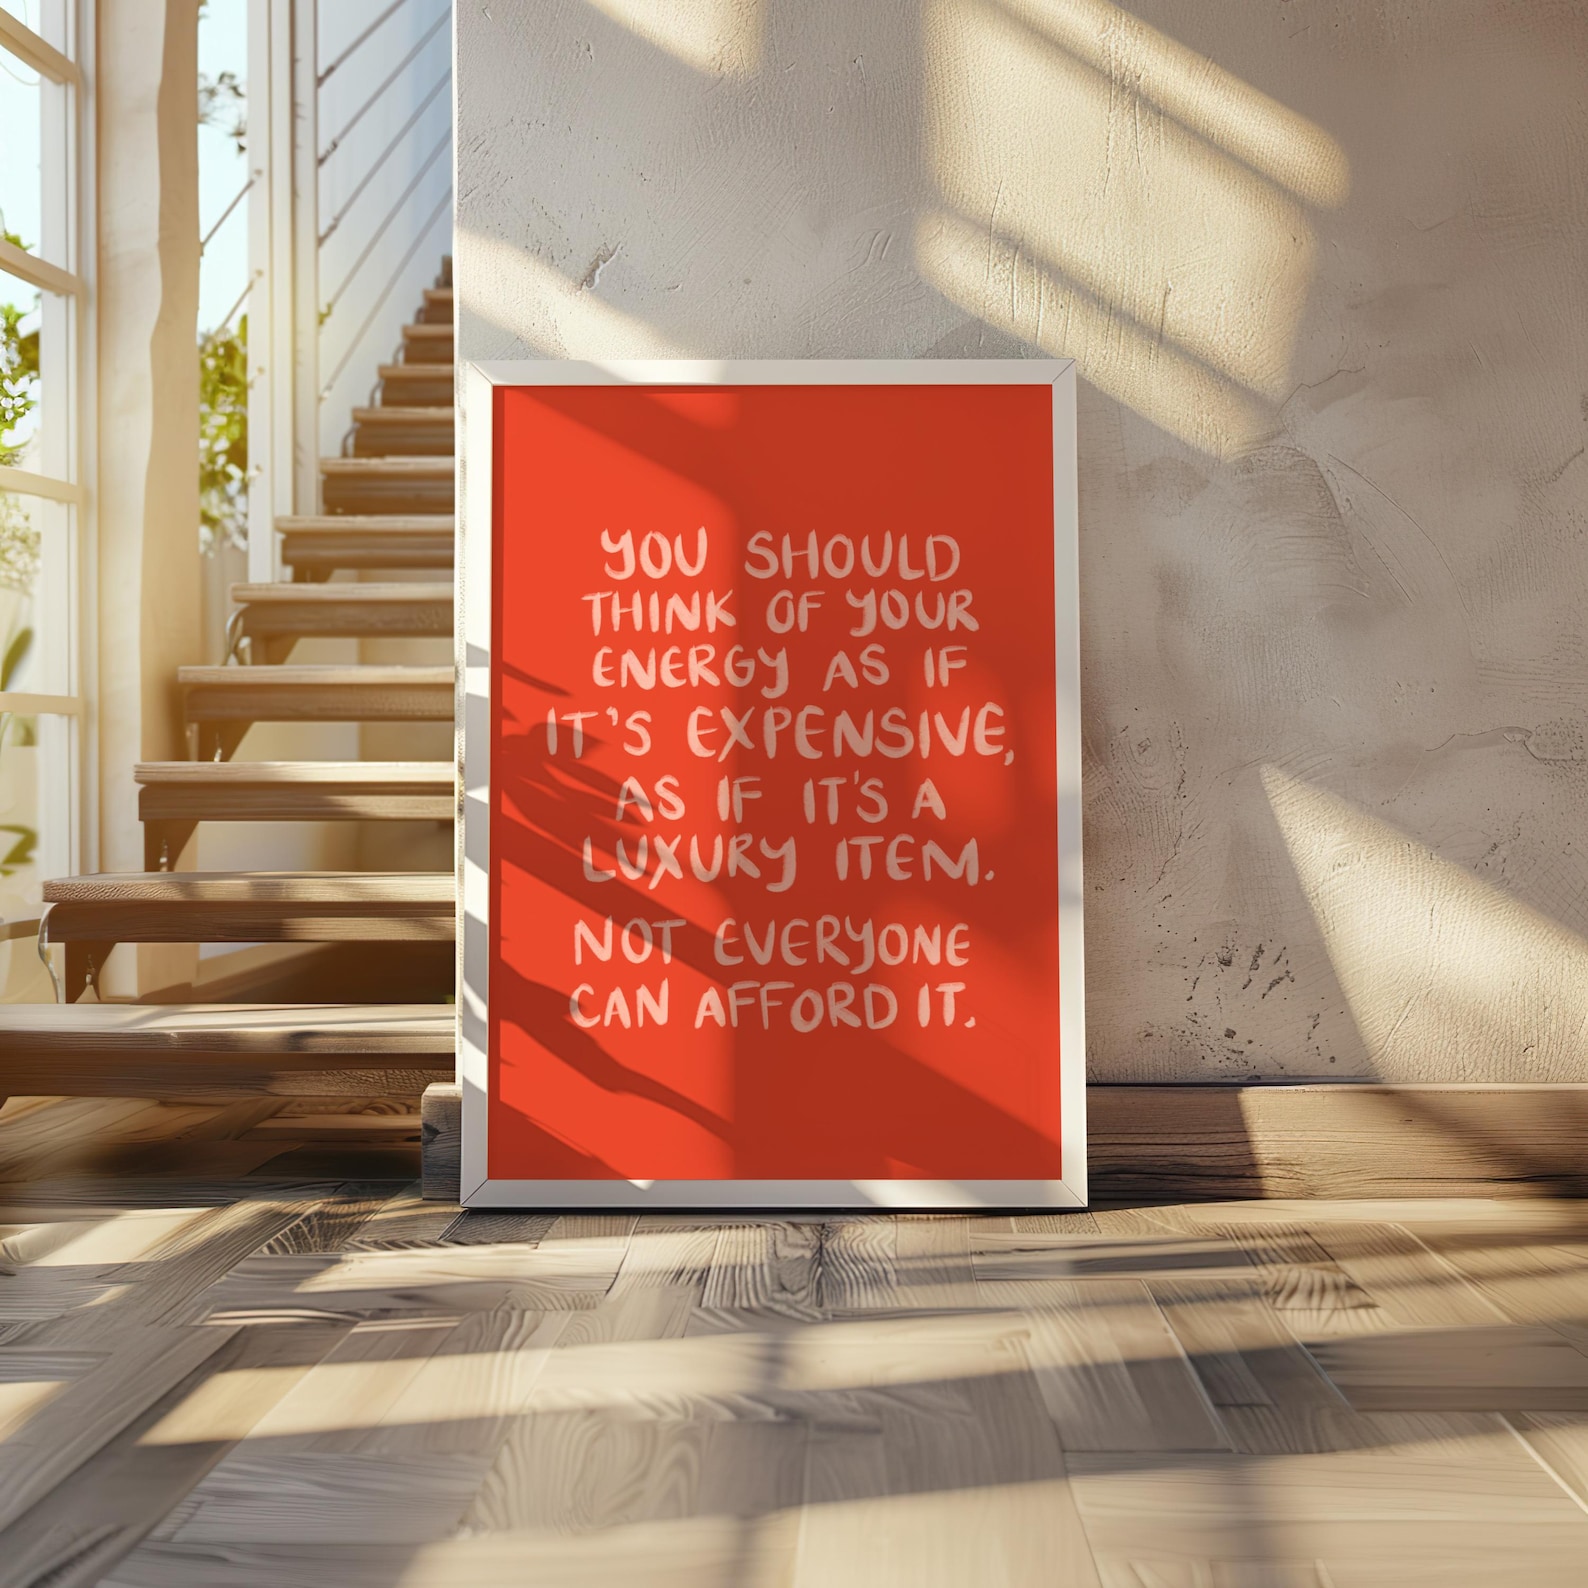 YOU SHOULD
THINK OF YOUR
ENERGY AS IF
IT'S EXPENSIVE,
AS IF IT'S A
LUXURY ITEM.
NOT EVERYONE
CAN AFFORD IT.